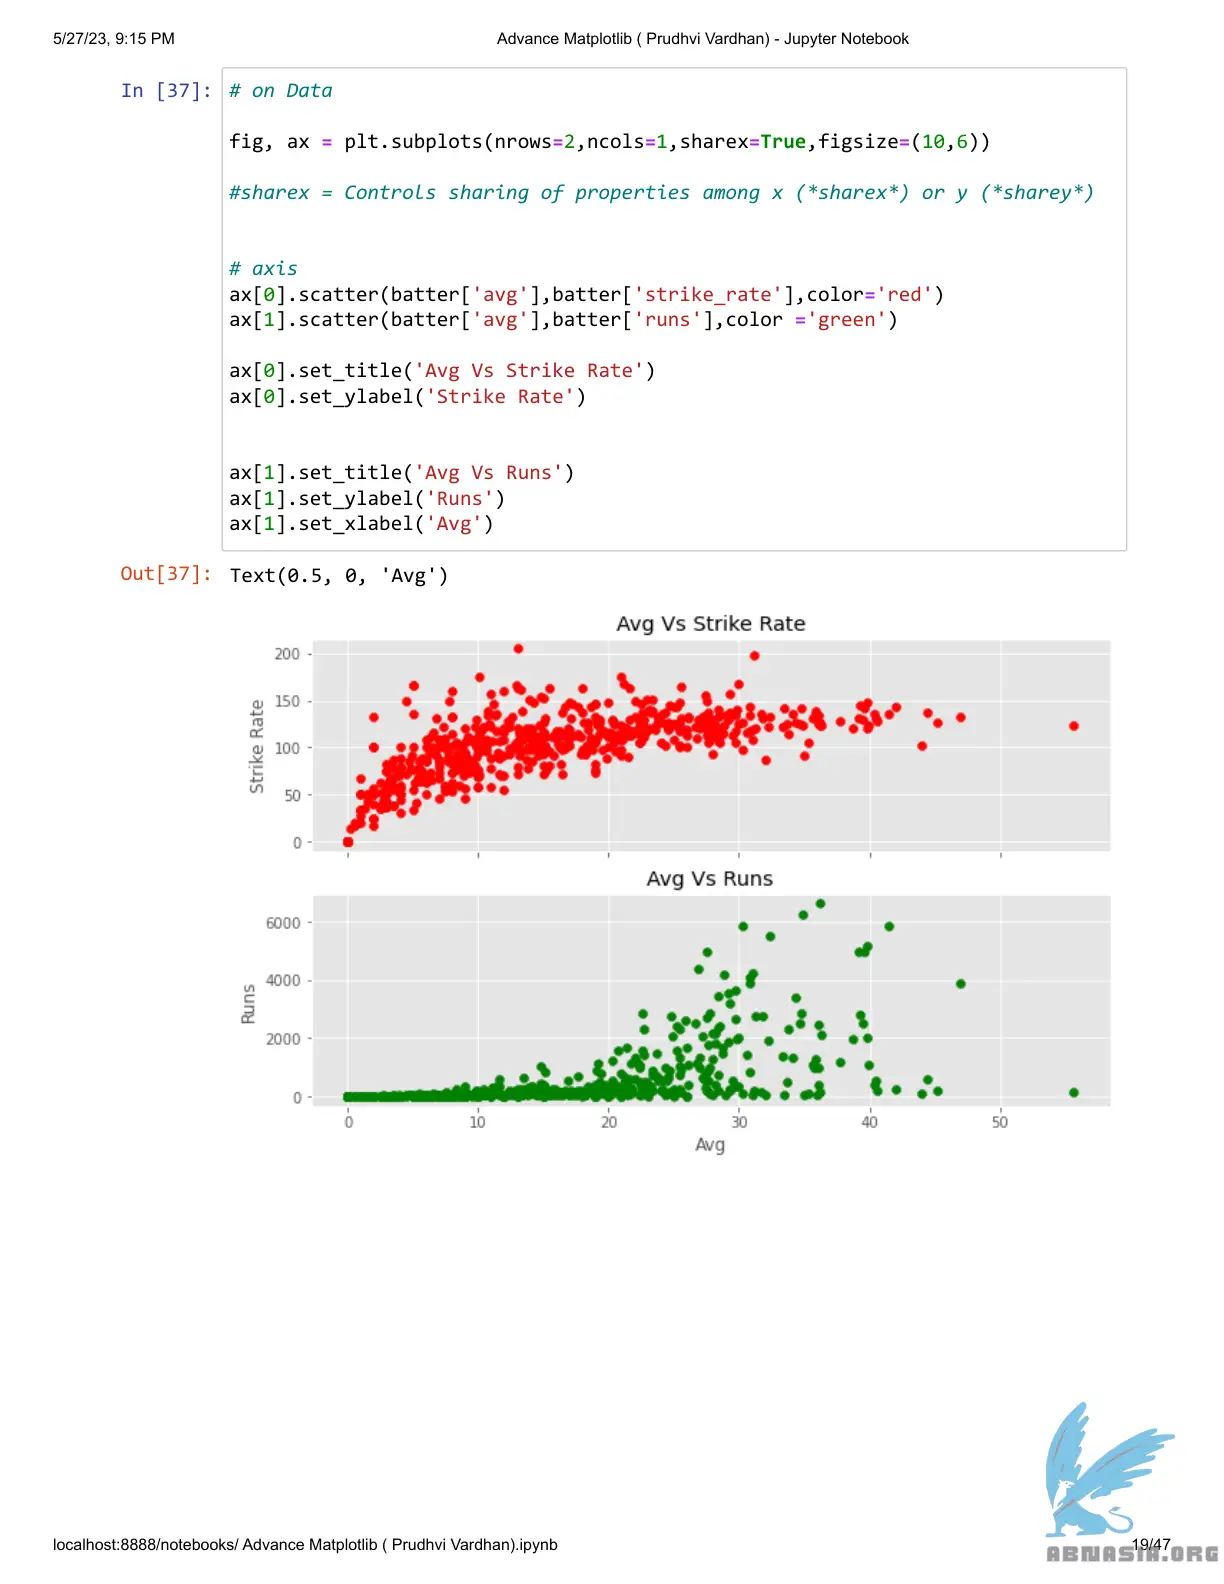 5/27/23, 9:15 PM
Advance Matplotlib ( Prudhvi Vardhan) - Jupyter Notebook
In [37]:
# on Data
fig, ax = plt.subplots(nrows=2,ncols=1,sharex=True,figsize=(10,6))
#sharex = Controls sharing of properties among x (*sharex*) or y (*sharey*)
# axis
ax[0].scatter(batter['avg'],batter['strike_rate'],color='red')
ax[1].scatter(batter['avg'],batter['runs'],color ='green')
ax[0].set_title('Avg Vs Strike Rate')
ax[0].set_ylabel('Strike Rate')
ax[1].set_title('Avg Vs Runs')
ax[1].set_ylabel('Runs')
ax[1].set_xlabel('Avg')
Out[37]:
Text(0.5, 0, 'Avg')
Avg Vs Strike Rate
Strike Rate
200
150
100
50
0
Avg Vs Runs
Runs
6000
4000
2000
0
0 10 20 30 40 50
Avg
localhost:8888/notebooks/ Advance Matplotlib ( Prudhvi Vardhan).ipynb
19/47
ABNASIA.ORG